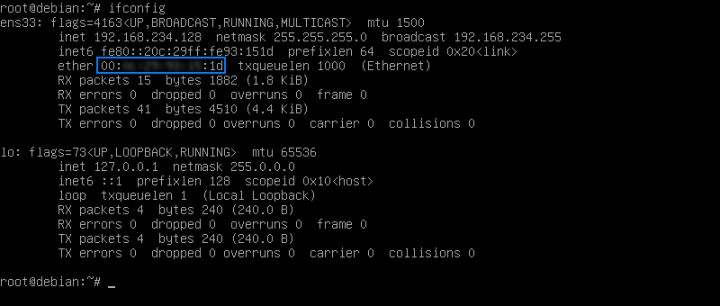 root@debian:~# ifconfig
ens33: flags=4163<UP,BROADCAST,RUNNING,MULTICAST>  mtu 1500
inet 192.168.234.128  netmask 255.255.255.0  broadcast 192.168.234.255
inet6 fe80::20c:29ff:fe93:151d  prefixlen 64  scopeid 0x20<link>
ether 00: :1d  txqueuelen 1000  (Ethernet)
RX packets 15  bytes 1882 (1.8 KiB)
RX errors 0  dropped 0  overruns 0  frame 0
TX packets 41  bytes 4510 (4.4 KiB)
TX errors 0  dropped 0 overruns 0  carrier 0  collisions 0
lo: flags=73<UP,LOOPBACK,RUNNING>  mtu 65536
inet 127.0.0.1  netmask 255.0.0.0
inet6 ::1  prefixlen 128  scopeid 0x10<host>
loop  txqueuelen 1  (Local Loopback)
RX packets 4  bytes 240 (240.0 B)
RX errors 0  dropped 0  overruns 0  frame 0
TX packets 4  bytes 240 (240.0 B)
TX errors 0  dropped 0 overruns 0  carrier 0  collisions 0
root@debian:~# _